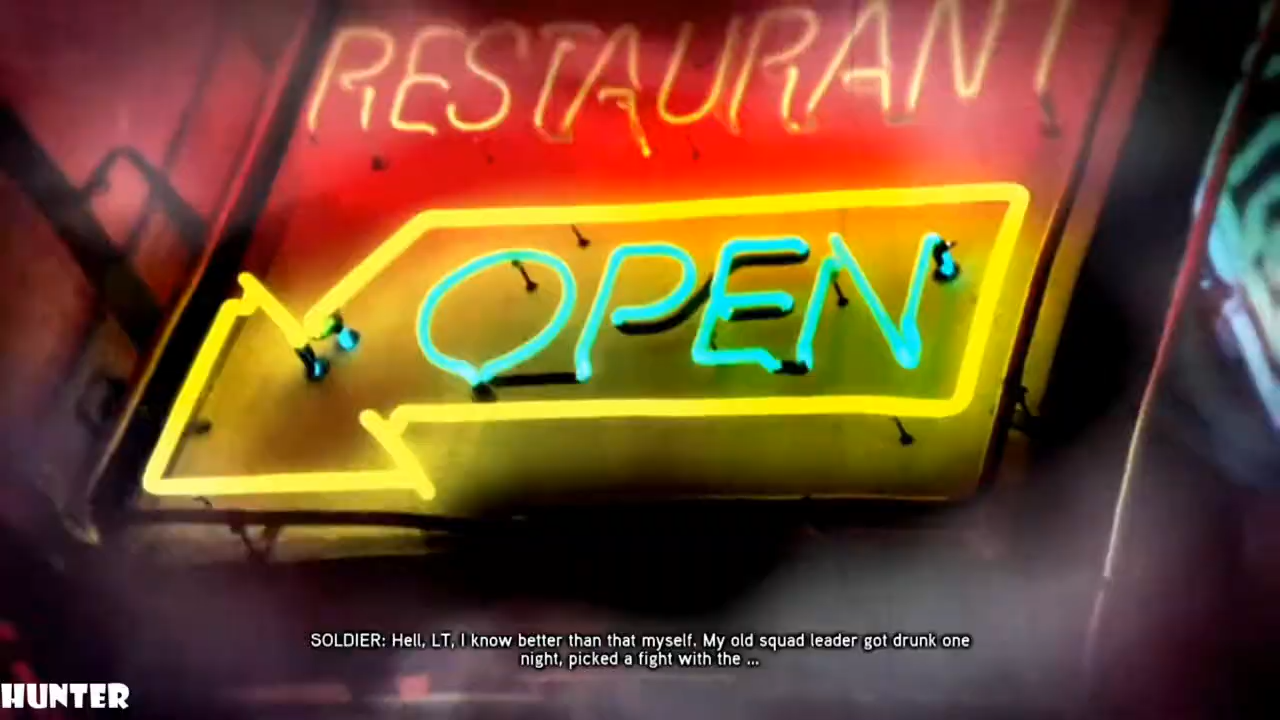 RESTAURANT
OPEN
SOLDIER: Hell, LT, I know better than that myself. My old squad leader got drunk one
night, picked a fight with the ...
HUNTER